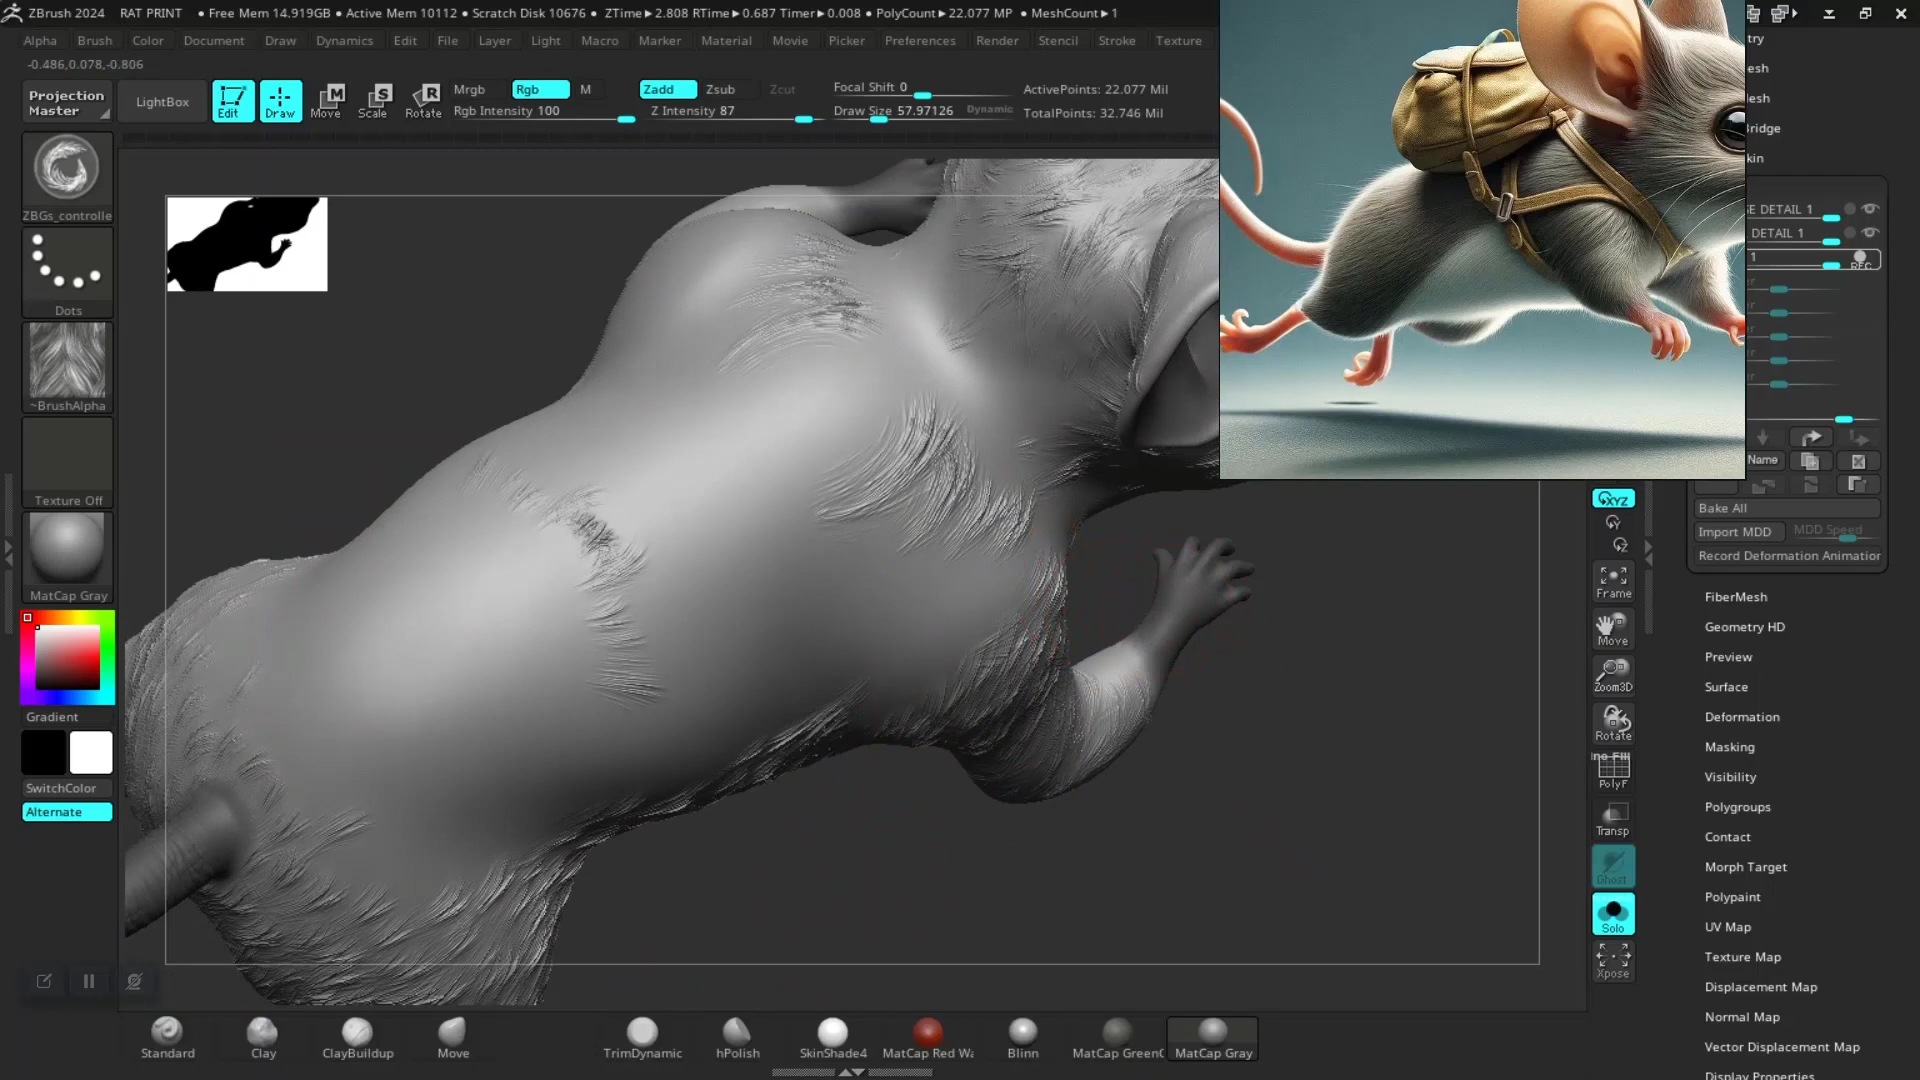 ZBrush 2024 RAT PRINT • Free Mem 14.919GB • Active Mem 10112 • Scratch Disk 10676 • ZTime▶2.808 RTime▶0.687 Timer▶0.008 • PolyCount▶22.077 MP • MeshCount▶1
Alpha Brush Color Document Draw Dynamics Edit File Layer Light Macro Marker Material Movie Picker Preferences Render Stencil Stroke Texture
-0.486,0.078,-0.806
Projection Master
LightBox
Edit
Draw
Move
Scale
Rotate
Mrgb
Rgb
M
Rgb Intensity 100
Zadd
Zsub
Zcut
Z Intensity 87
Focal Shift 0
Draw Size 57.97126
Dynamic
ActivePoints: 22.077 Mil
TotalPoints: 32.746 Mil
ZBGs_controlle
Dots
~BrushAlpha
Texture Off
MatCap Gray
Gradient
SwitchColor
Alternate
XYZ
Y
Z
Frame
Move
Zoom3D
Rotate
PolyF
Transp
Ghost
Solo
Xpose
try
esh
esh
Bridge
kin
E DETAIL 1
DETAIL 1
1
REC
Name
Bake All
Import MDD
MDD Speed
Record Deformation Animation
FiberMesh
Geometry HD
Preview
Surface
Deformation
Masking
Visibility
Polygroups
Contact
Morph Target
Polypaint
UV Map
Texture Map
Displacement Map
Normal Map
Vector Displacement Map
Display Properties
Standard
Clay
ClayBuildup
Move
TrimDynamic
hPolish
SkinShade4
MatCap Red Wa
Blinn
MatCap GreenC
MatCap Gray